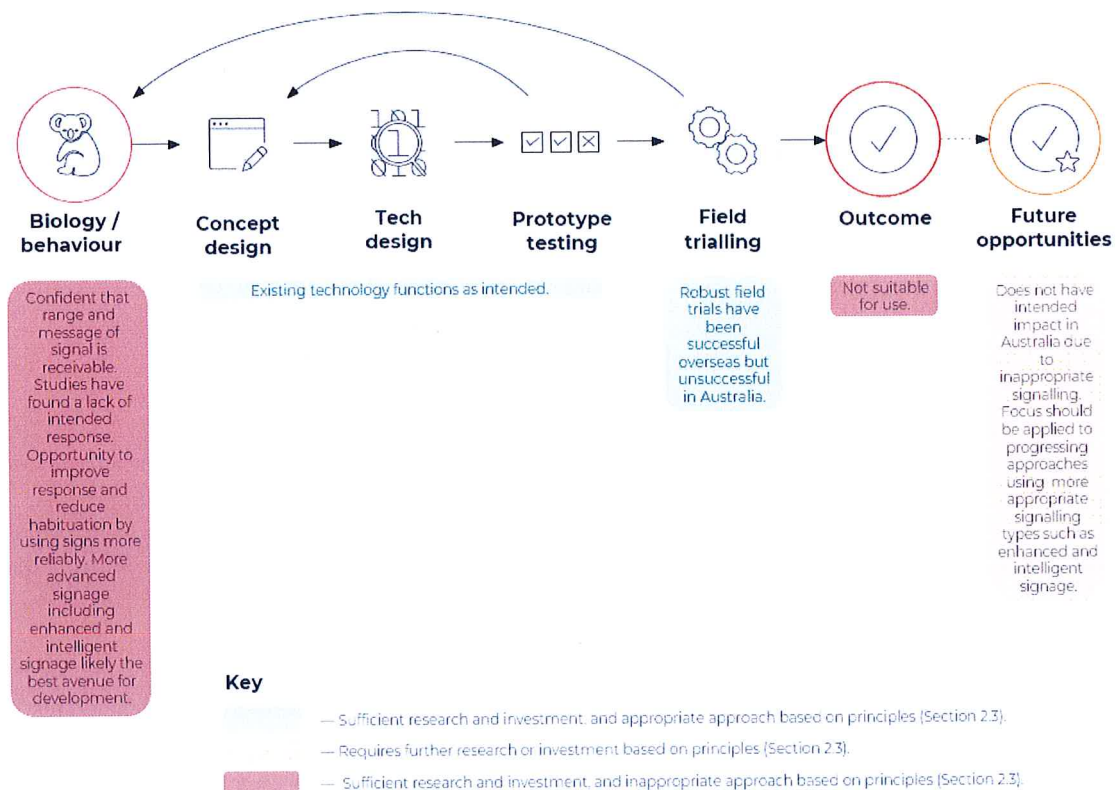 Biology /
behaviour
Concept
design
Tech
design
Prototype
testing
Field
trialling
Outcome
Future
opportunities
Confident that
range and
message of
signal is
receivable.
Studies have
found a lack of
intended
response.
Opportunity to
improve
response and
reduce
habituation by
using signs more
reliably. More
advanced
signage
including
enhanced and
intelligent
signage likely the
best avenue for
development.
Existing technology functions as intended.
Robust field
trials have
been
successful
overseas but
unsuccessful
in Australia.
Not suitable
for use.
Does not have
intended
impact in
Australia due
to
inappropriate
signalling.
Focus should
be applied to
progressing
approaches
using more
appropriate
signalling
types such as
enhanced and
intelligent
signage.
Key
— Sufficient research and investment, and appropriate approach based on principles (Section 2.3).
— Requires further research or investment based on principles (Section 2.3).
— Sufficient research and investment, and inappropriate approach based on principles (Section 2.3).